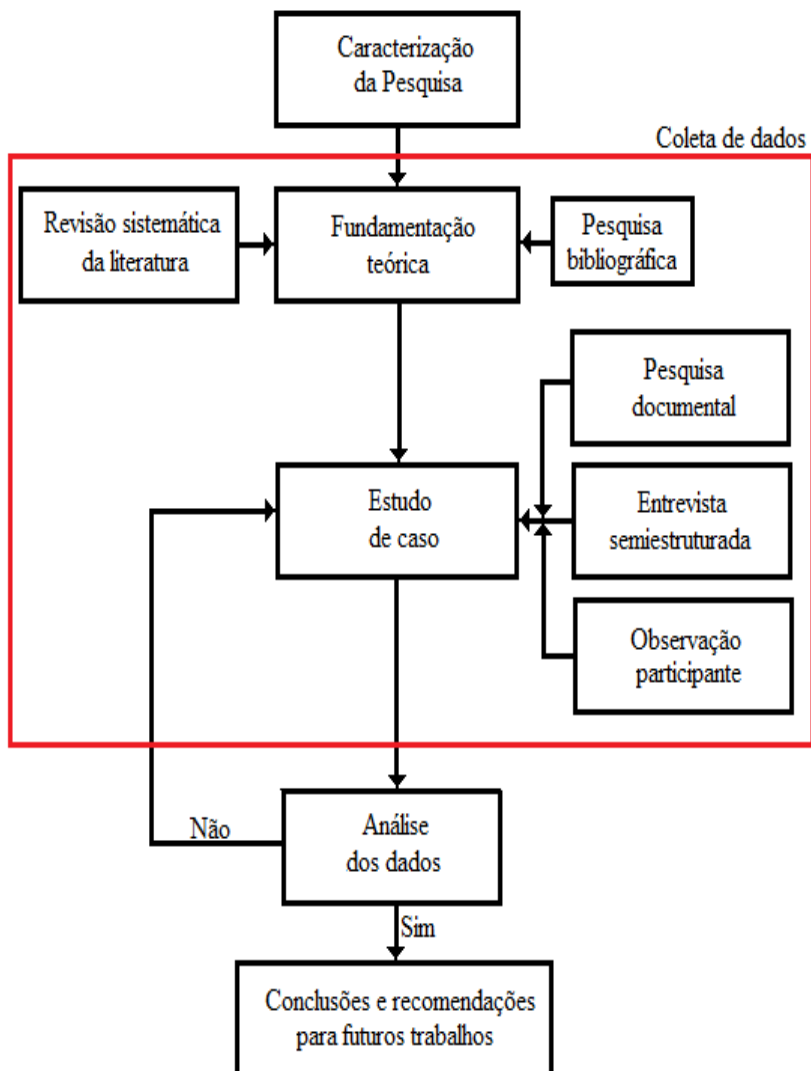 Caracterização
da Pesquisa
Coleta de dados
Revisão sistemática
da literatura
Fundamentação
teórica
Pesquisa
bibliográfica
Pesquisa
documental
Estudo
de caso
Entrevista
semiestruturada
Observação
participante
Não
Análise
dos dados
Sim
Conclusões e recomendações
para futuros trabalhos